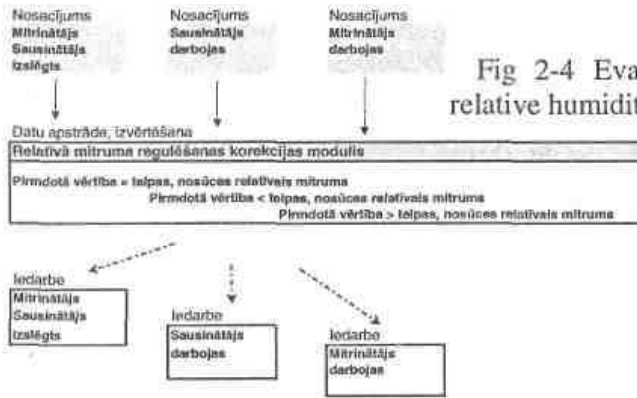 Nosacījums
Mitrinātājs
Sausinātājs
izslēgts
Nosacījums
Sausinātājs
darbojas
Nosacījums
Mitrinātājs
darbojas
Fig 2-4 Eva
relative humidit
Datu apstrāde, izvērtēšana
Relatīvā mitruma regulēšanas korekcijas modulis
Pirmdotā vērtība = telpas, nosūces relatīvais mitruma
Pirmdotā vērtība < telpas, nosūces relatīvais mitrums
Pirmdotā vērtība > telpas, nosūces relatīvais mitrums
Iedarbe
Mitrinātājs
Sausinātājs
izslēgts
Iedarbe
Sausinātājs
darbojas
Iedarbe
Mitrinātājs
darbojas